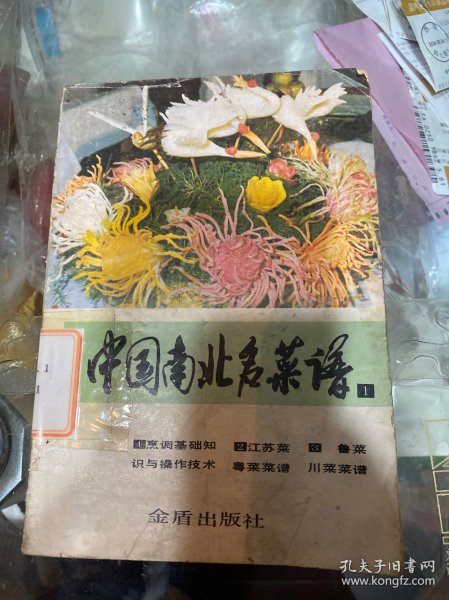 中国南北名菜谱 1
1烹调基础知 2江苏菜 3 鲁菜
识与操作技术 粤菜菜谱 川菜菜谱
金盾出版社
1
1
孔夫子旧书网
www.kongfz.com